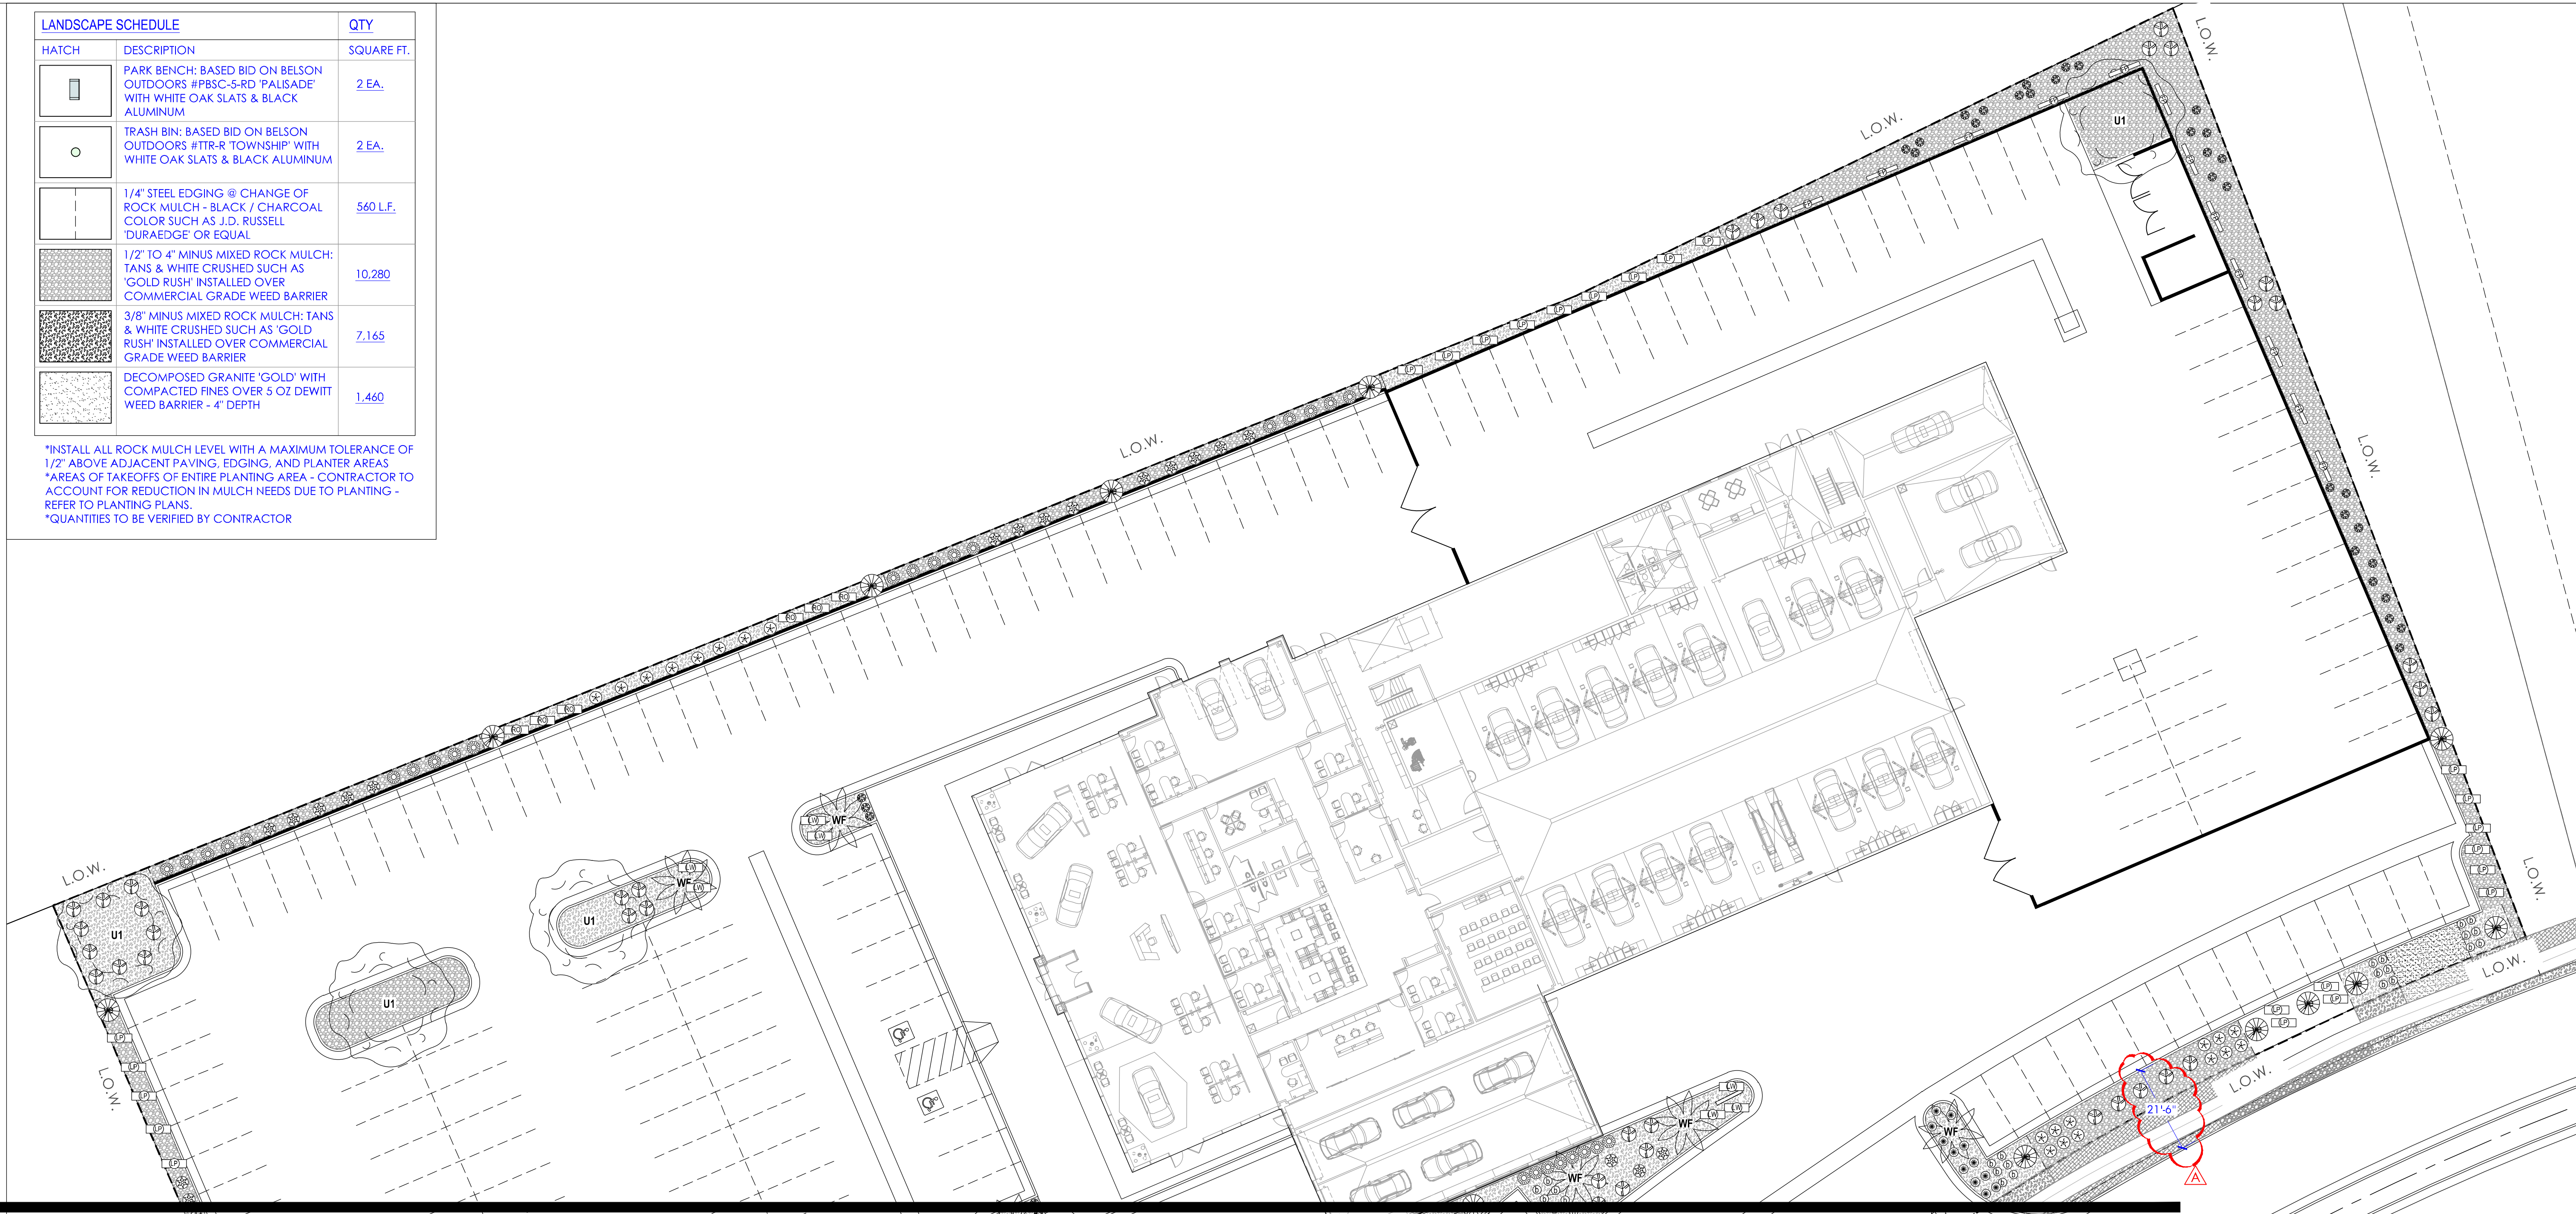 LANDSCAPE SCHEDULE QTY
HATCH DESCRIPTION SQUARE FT.
PARK BENCH: BASED BID ON BELSON
OUTDOORS #PBSC-5-RD 'PALISADE'
WITH WHITE OAK SLATS & BLACK
ALUMINUM
2 EA.
TRASH BIN: BASED BID ON BELSON
OUTDOORS #TTR-R 'TOWNSHIP' WITH
WHITE OAK SLATS & BLACK ALUMINUM
2 EA.
1/4" STEEL EDGING @ CHANGE OF
ROCK MULCH - BLACK / CHARCOAL
COLOR SUCH AS J.D. RUSSELL
'DURAEDGE' OR EQUAL
560 L.F.
1/2" TO 4" MINUS MIXED ROCK MULCH:
TANS & WHITE CRUSHED SUCH AS
'GOLD RUSH' INSTALLED OVER
COMMERCIAL GRADE WEED BARRIER
10,280
3/8" MINUS MIXED ROCK MULCH: TANS
& WHITE CRUSHED SUCH AS 'GOLD
RUSH' INSTALLED OVER COMMERCIAL
GRADE WEED BARRIER
7,165
DECOMPOSED GRANITE 'GOLD' WITH
COMPACTED FINES OVER 5 OZ DEWITT
WEED BARRIER - 4" DEPTH
1,460
*INSTALL ALL ROCK MULCH LEVEL WITH A MAXIMUM TOLERANCE OF
1/2" ABOVE ADJACENT PAVING, EDGING, AND PLANTER AREAS
*AREAS OF TAKEOFFS OF ENTIRE PLANTING AREA - CONTRACTOR TO
ACCOUNT FOR REDUCTION IN MULCH NEEDS DUE TO PLANTING -
REFER TO PLANTING PLANS.
*QUANTITIES TO BE VERIFIED BY CONTRACTOR
L.O.W.
L.O.W.
U1
L.O.W.
L.O.W.
L.O.W.
U1
U1
U1
L.O.W.
WF
WF
L.O.W.
L.O.W.
L.O.W.
WF
WF
WF
21'-6"
A